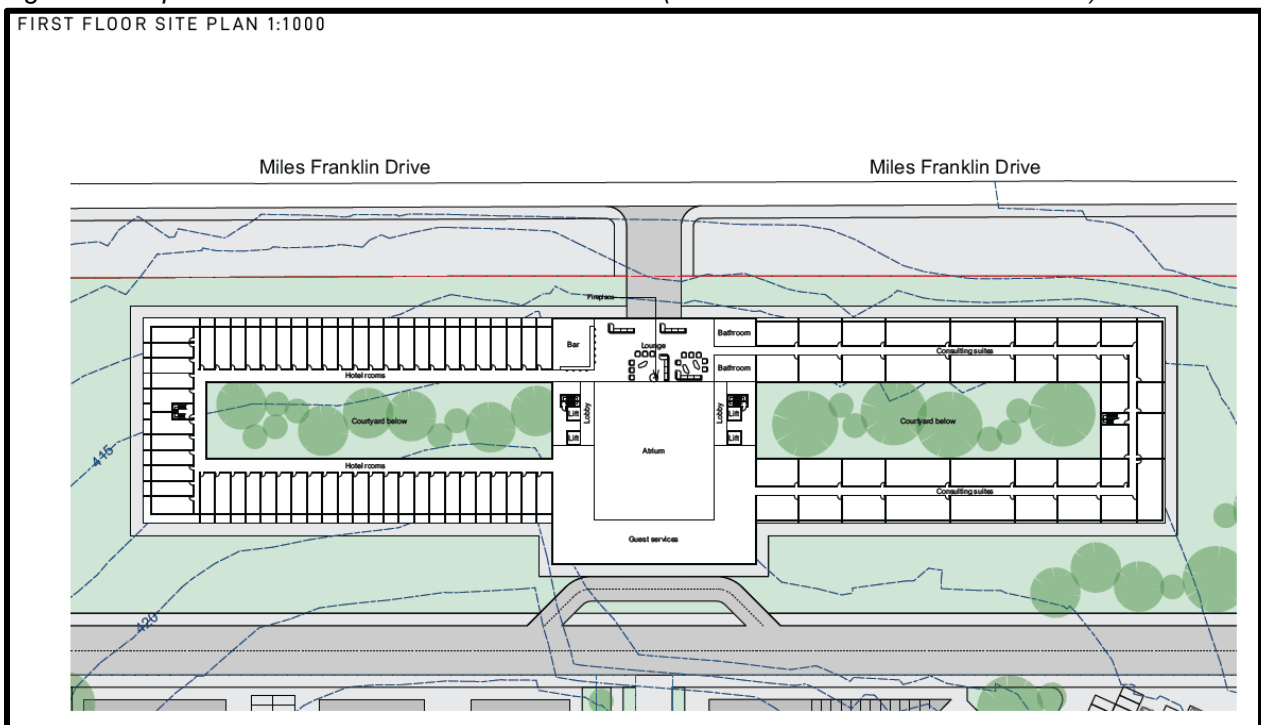 FIRST FLOOR SITE PLAN 1:1000
Miles Franklin Drive
Miles Franklin Drive
Fireplace
Bar
Lounge
Bathroom
Bathroom
Consulting suites
Hotel rooms
Lift
Lobby
Lobby
Lift
Courtyard below
Courtyard below
Lift
Lift
Atrium
415
Hotel rooms
Consulting suites
Guest services
420